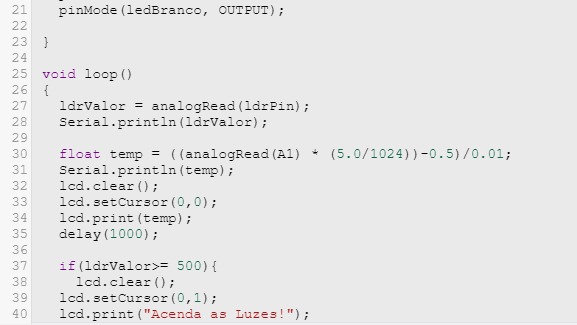 21 pinMode(ledBranco, OUTPUT);
22
23 }
24
25 void loop()
26 {
27 ldrValor = analogRead(ldrPin);
28 Serial.println(ldrValor);
29
30 float temp = ((analogRead(A1) * (5.0/1024))-0.5)/0.01;
31 Serial.println(temp);
32 lcd.clear();
33 lcd.setCursor(0,0);
34 lcd.print(temp);
35 delay(1000);
36
37 if(ldrValor>= 500){
38 lcd.clear();
39 lcd.setCursor(0,1);
40 lcd.print("Acenda as Luzes!");